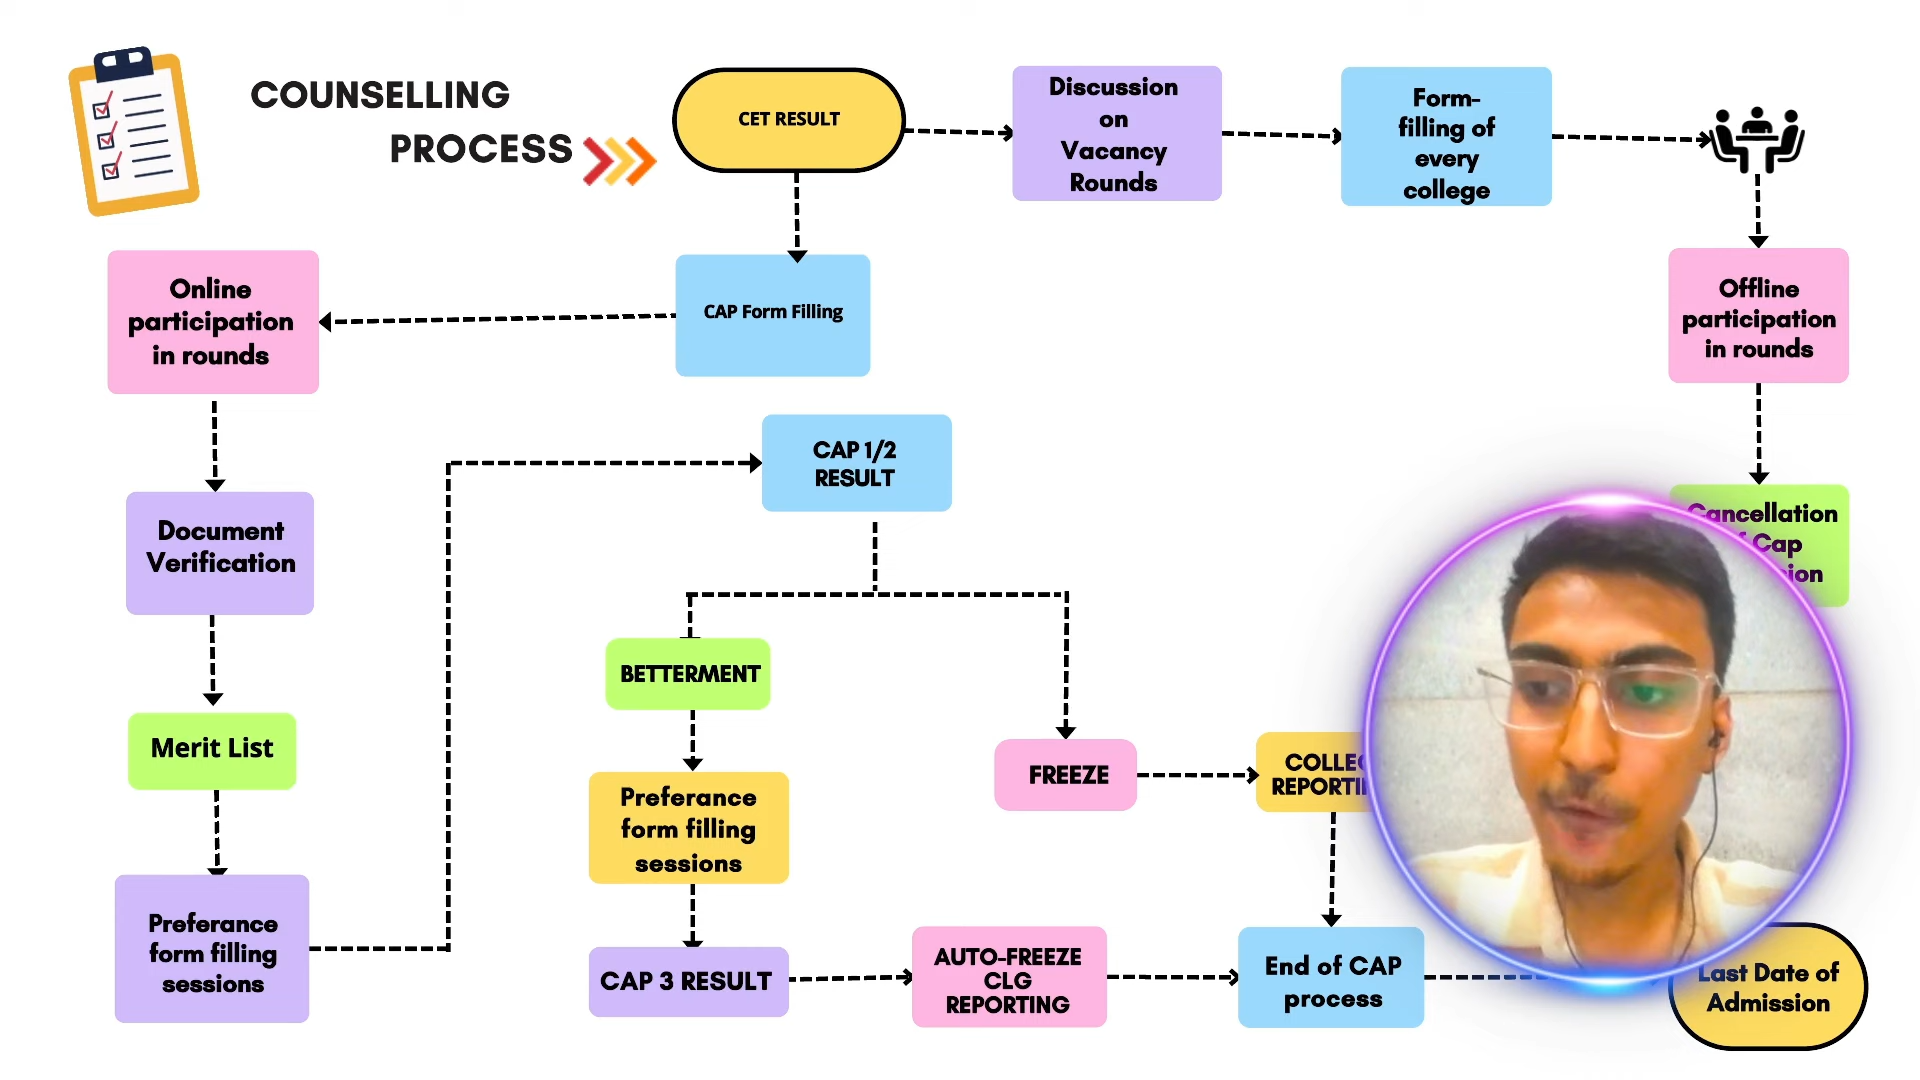 COUNSELLING
PROCESS
CET RESULT
Discussion
on
Vacancy
Rounds
Form-
filling of
every
college
Online
participation
in rounds
CAP Form Filling
Offline
participation
in rounds
CAP 1/2
RESULT
Document
Verification
Cancellation
Cap
BETTERMENT
Merit List
FREEZE
REPORTI
Preferance
form filling
sessions
Preferance
form filling
sessions
CAP 3 RESULT
AUTO-FREEZE
CLG
REPORTING
End of CAP
process
Last Date of
Admission